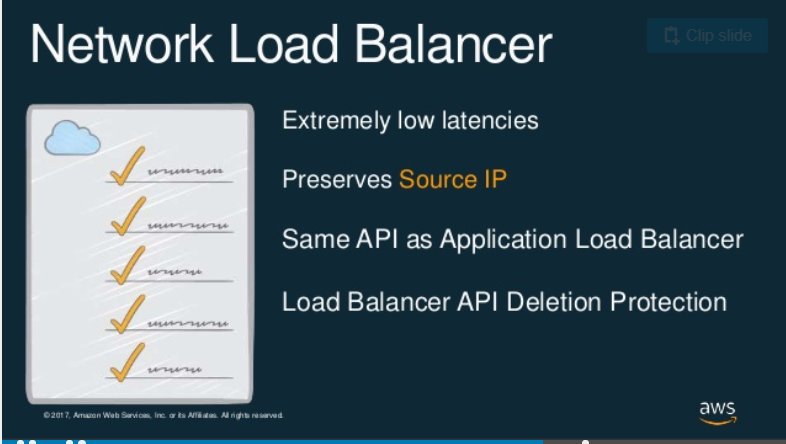 Network Load Balancer
Clip slide
Extremely low latencies
Preserves Source IP
Same API as Application Load Balancer
Load Balancer API Deletion Protection
© 2017, Amazon Web Services, Inc. or its Affiliates. All rights reserved.
aws